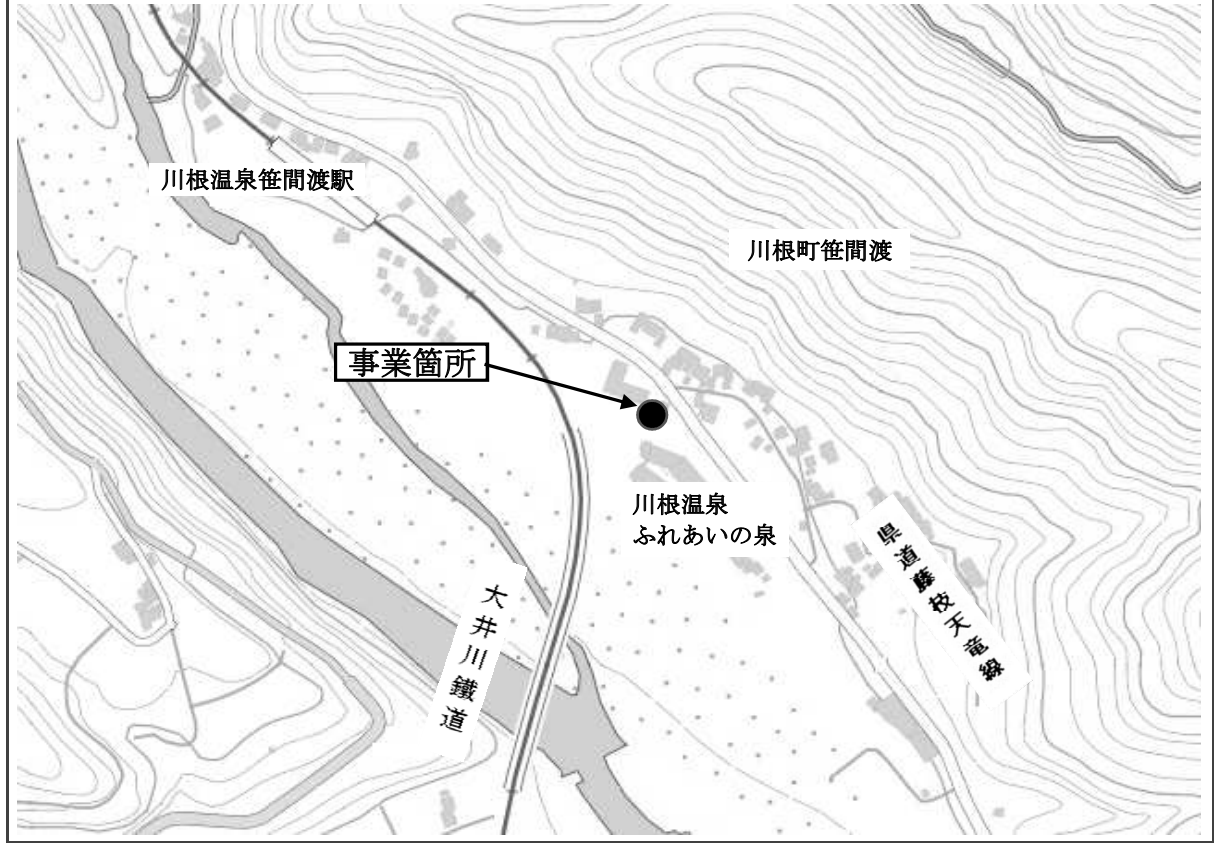 川根温泉笹間渡駅
川根町笹間渡
事業箇所
川根温泉
ふれあいの泉
県道藤枝天竜線
大井川鐵道